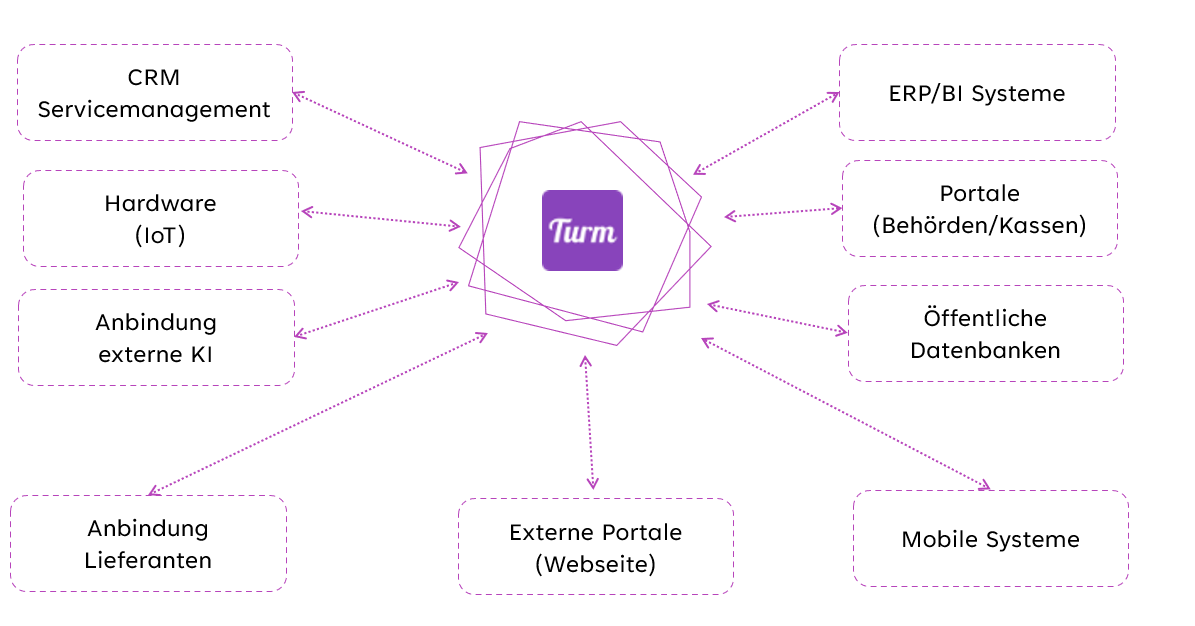 CRM
Servicemanagement
ERP/BI Systeme
Hardware
(IoT)
Turm
Portale
(Behörden/Kassen)
Anbindung
externe KI
Öffentliche
Datenbanken
Anbindung
Lieferanten
Externe Portale
(Webseite)
Mobile Systeme